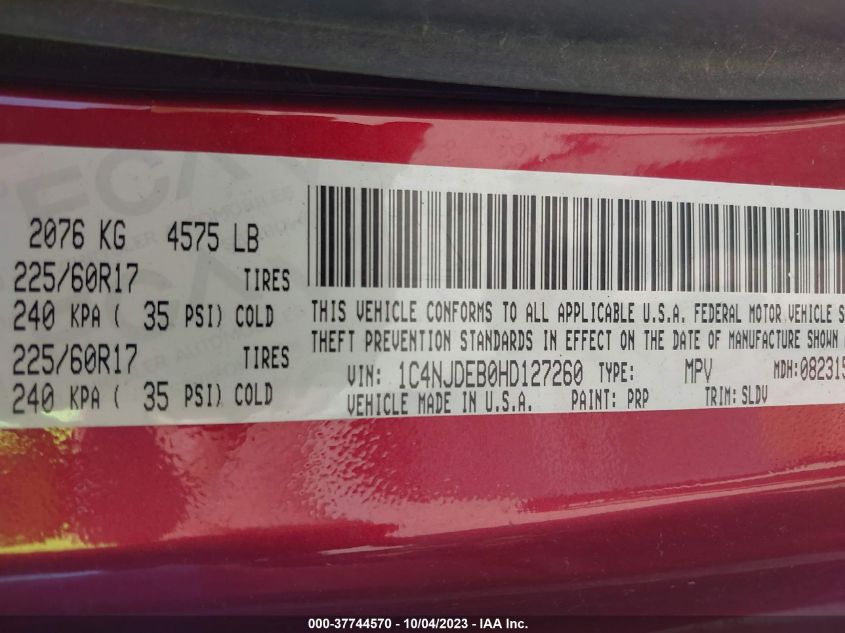 2076 KG 4575 LB
225/60R17 TIRES
240 KPA ( 35 PSI) COLD
225/60R17 TIRES
240 KPA ( 35 PSI) COLD
THIS VEHICLE CONFORMS TO ALL APPLICABLE U.S.A. FEDERAL MOTOR VEHICLE S
THEFT PREVENTION STANDARDS IN EFFECT ON THE DATE OF MANUFACTURE SHOWN
VIN: 1C4NJDEB0HD127260 TYPE: MPV MDH:082315
VEHICLE MADE IN U.S.A. PAINT: PRP TRIM: SLDV
000-37744570 - 10/04/2023 - IAA Inc.